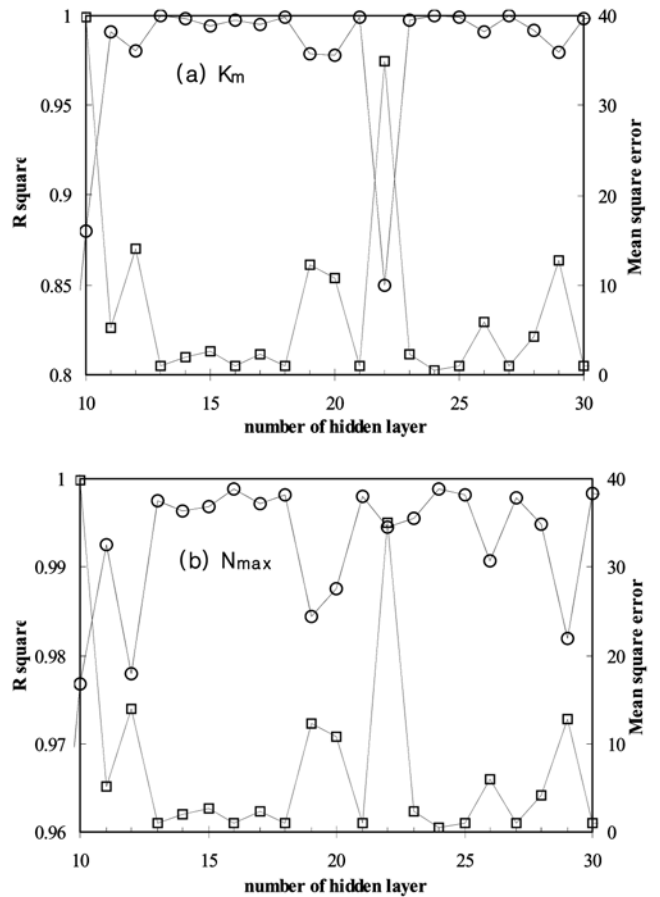 1 40
(a) Km
0.95 30
0.9 20
0.85 10
0.8 0
R square
Mean square error
10 15 20 25 30
number of hidden layer
1 40
0.99 30
(b) Nmax
0.98 20
0.97 10
0.96 0
R square
Mean square error
10 15 20 25 30
number of hidden layer